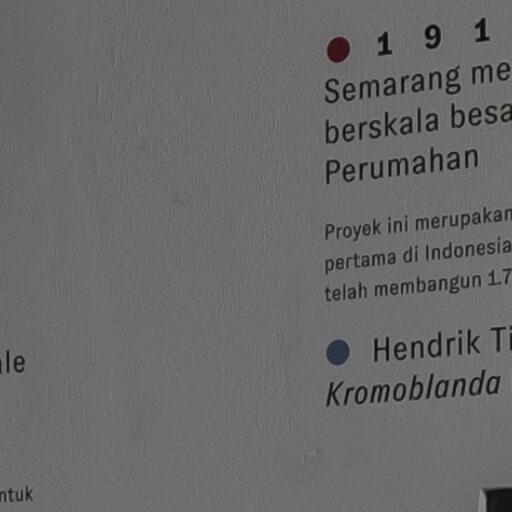 1 9 1
Semarang me
berskala besa
Perumahan
Proyek ini merupakan
pertama di Indonesia
telah membangun 1.7
Hendrik Ti
Kromoblanda
ale
ntuk